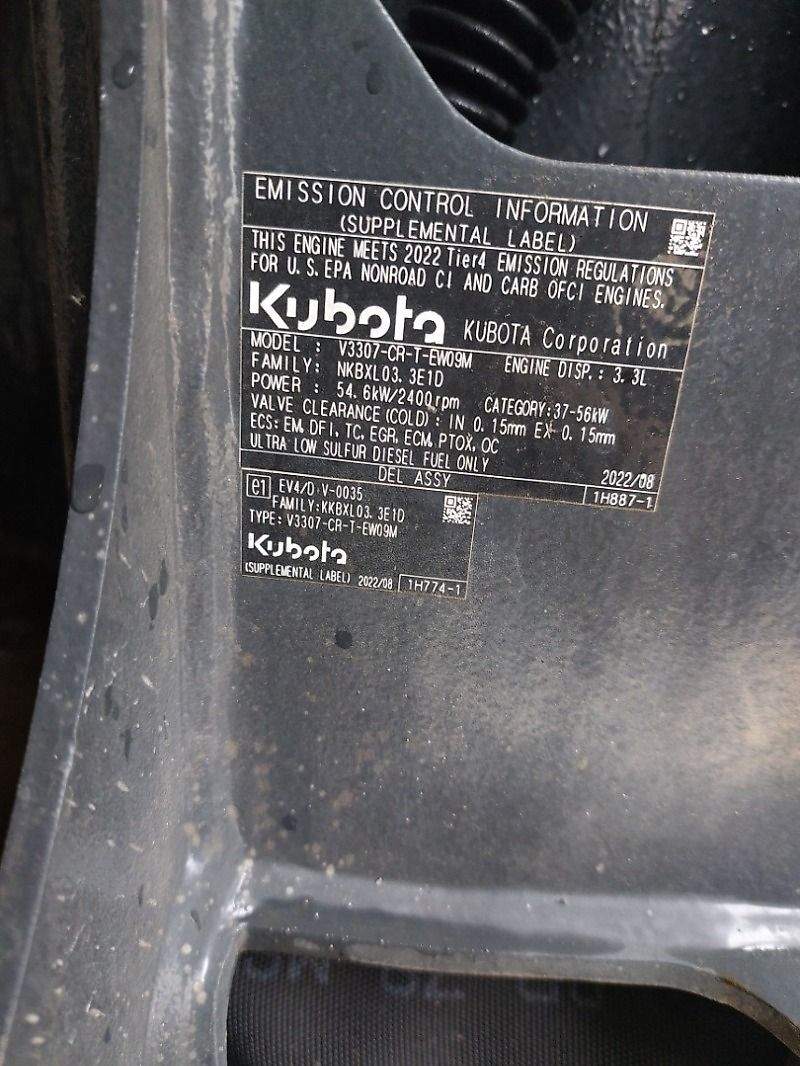 EMISSION CONTROL INFORMATION
(SUPPLEMENTAL LABEL)
THIS ENGINE MEETS 2022 Tier4 EMISSION REGULATIONS
FOR U.S.EPA NONROAD CI AND CARB OFCI ENGINES.
Kubota KUBOTA Corporation
MODEL : V3307-CR-T-EW09M ENGINE DISP.: 3.3L
FAMILY: NKBXL03.3E1D
POWER : 54.6kW/2400rpm CATEGORY:37-56kW
VALVE CLEARANCE(COLD): IN 0.15mm EX 0.15mm
ECS: EM, DFI, TC, EGR, ECM, PTOX, OC
ULTRA LOW SULFUR DIESEL FUEL ONLY 2022/08
DEL ASSY 1H887-1
e1 EV4/D V-0035
FAMILY:KKBXL03.3E1D
TYPE: V3307-CR-T-EW09M
Kubota
(SUPPLEMENTAL LABEL) 2022/08 1H774-1